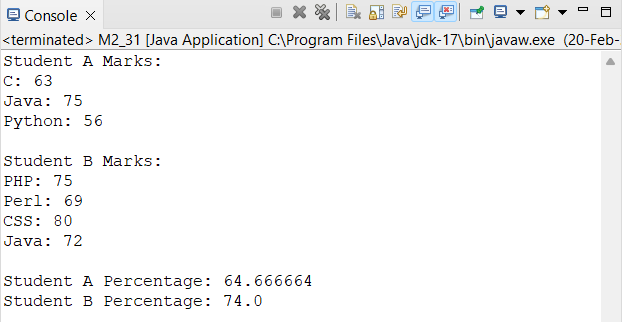 Console
<terminated> M2_31 [Java Application] C:\Program Files\Java\jdk-17\bin\javaw.exe (20-Feb-
Student A Marks:
C: 63
Java: 75
Python: 56
Student B Marks:
PHP: 75
Perl: 69
CSS: 80
Java: 72
Student A Percentage: 64.666664
Student B Percentage: 74.0